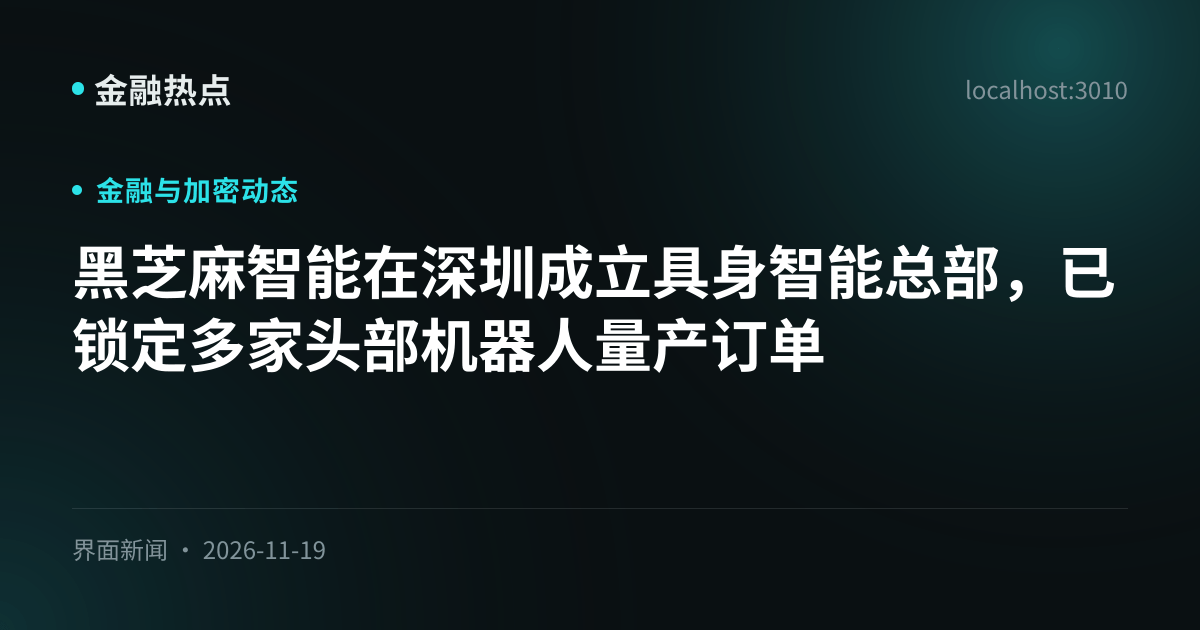 金融热点
localhost:3010
金融与加密动态
黑芝麻智能在深圳成立具身智能总部，已
锁定多家头部机器人量产订单
界面新闻 • 2026-11-19